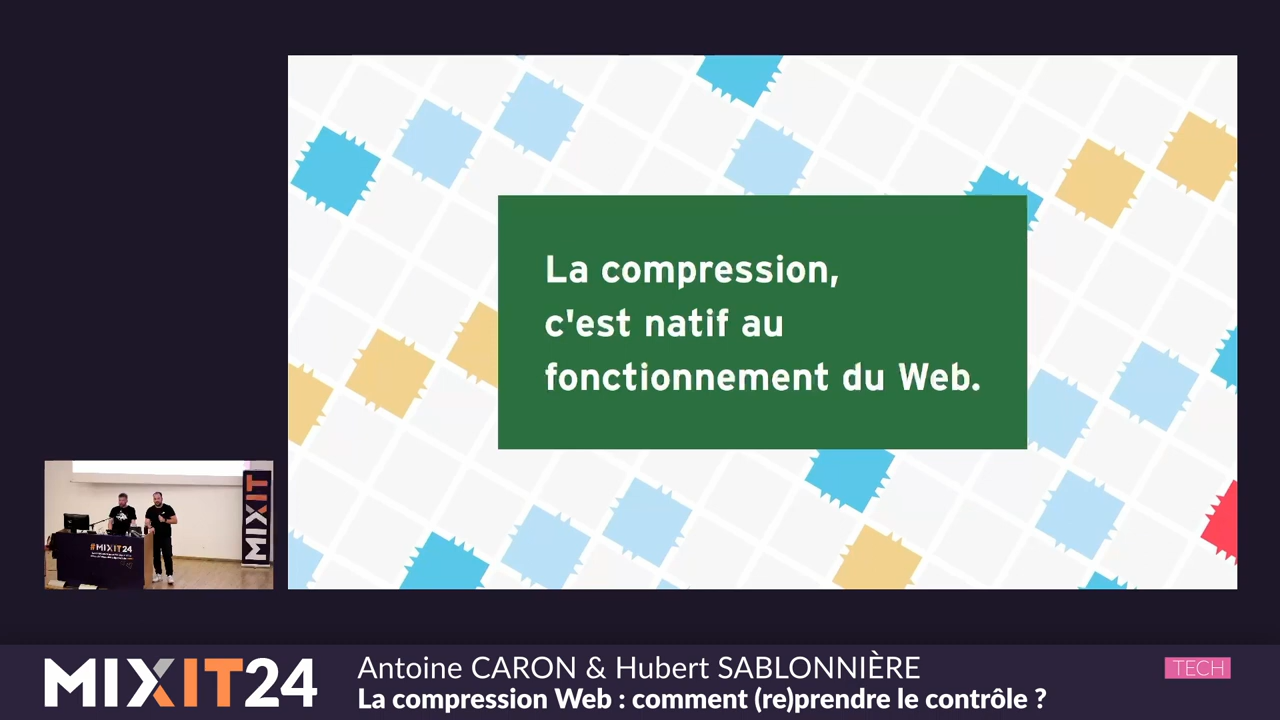 La compression,
c'est natif au
fonctionnement du Web.
MIXIT
#MIXIT24
MIXIT24
Antoine CARON & Hubert SABLONNIÈRE
La compression Web : comment (re)prendre le contrôle ?
TECH